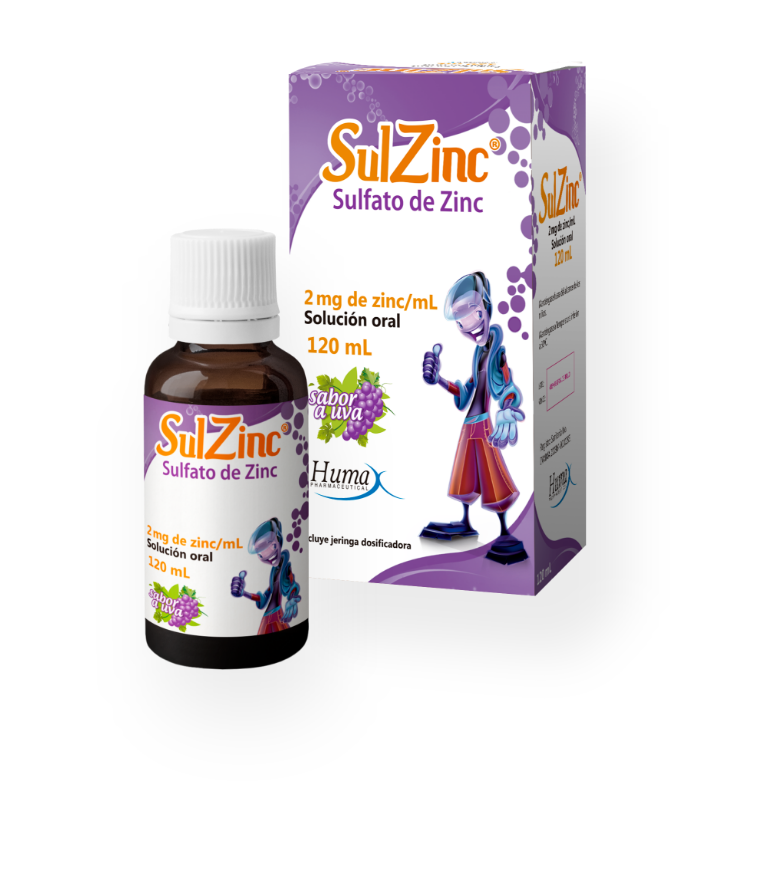 SulZinc®
Sulfato de Zinc
2 mg de zinc/mL
Solución oral
120 mL
sabor
a uva
Humax
PHARMACEUTICAL
cluye jeringa dosificadora
SulZinc®
2 mg de zinc/mL
Solución oral
120 mL
Humax
120 mL
SulZinc®
Sulfato de Zinc
2 mg de zinc/mL
Solución oral
120 mL
sabor
a uva